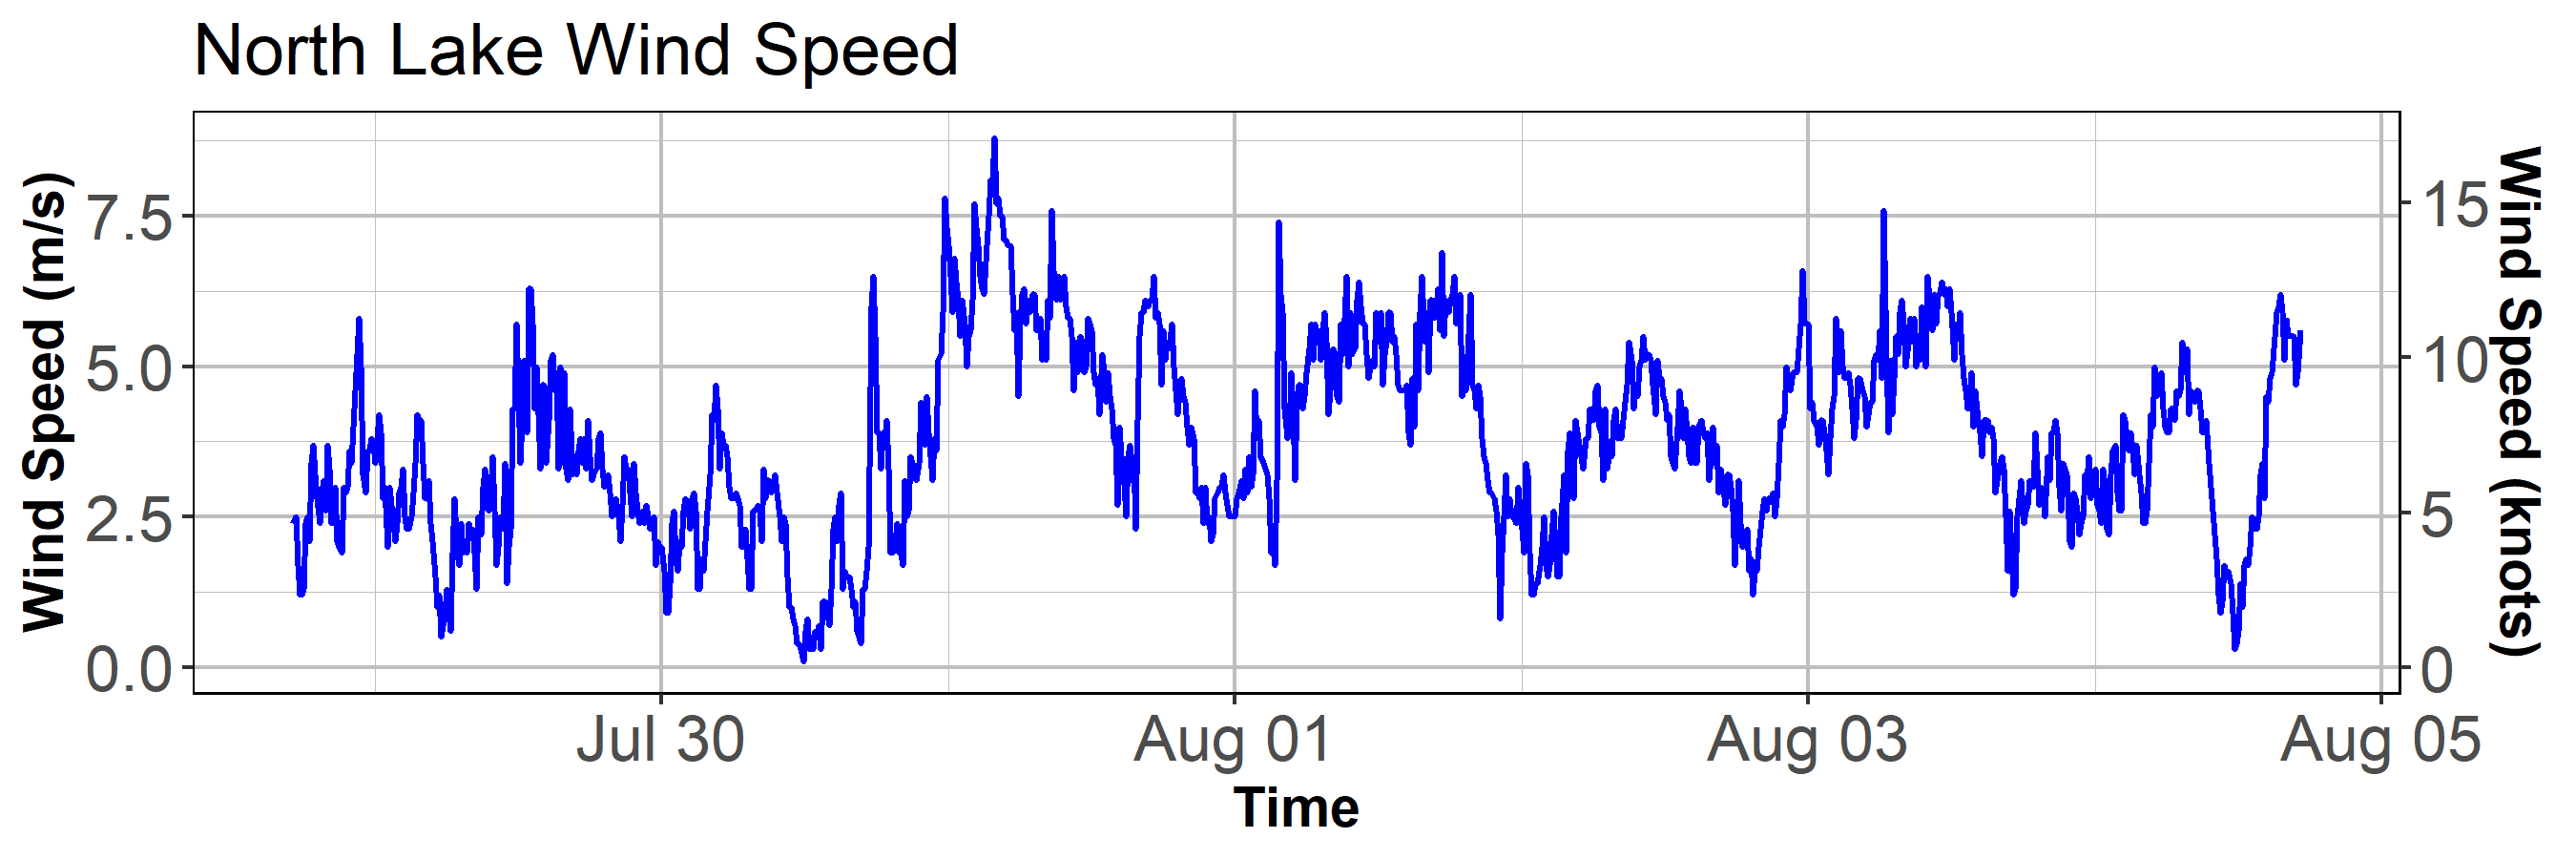 North Lake Wind Speed
Wind Speed (m/s)
7.5
5.0
2.5
0.0
15
10
5
0
Wind Speed (knots)
Jul 30
Aug 01
Aug 03
Aug 05
Time